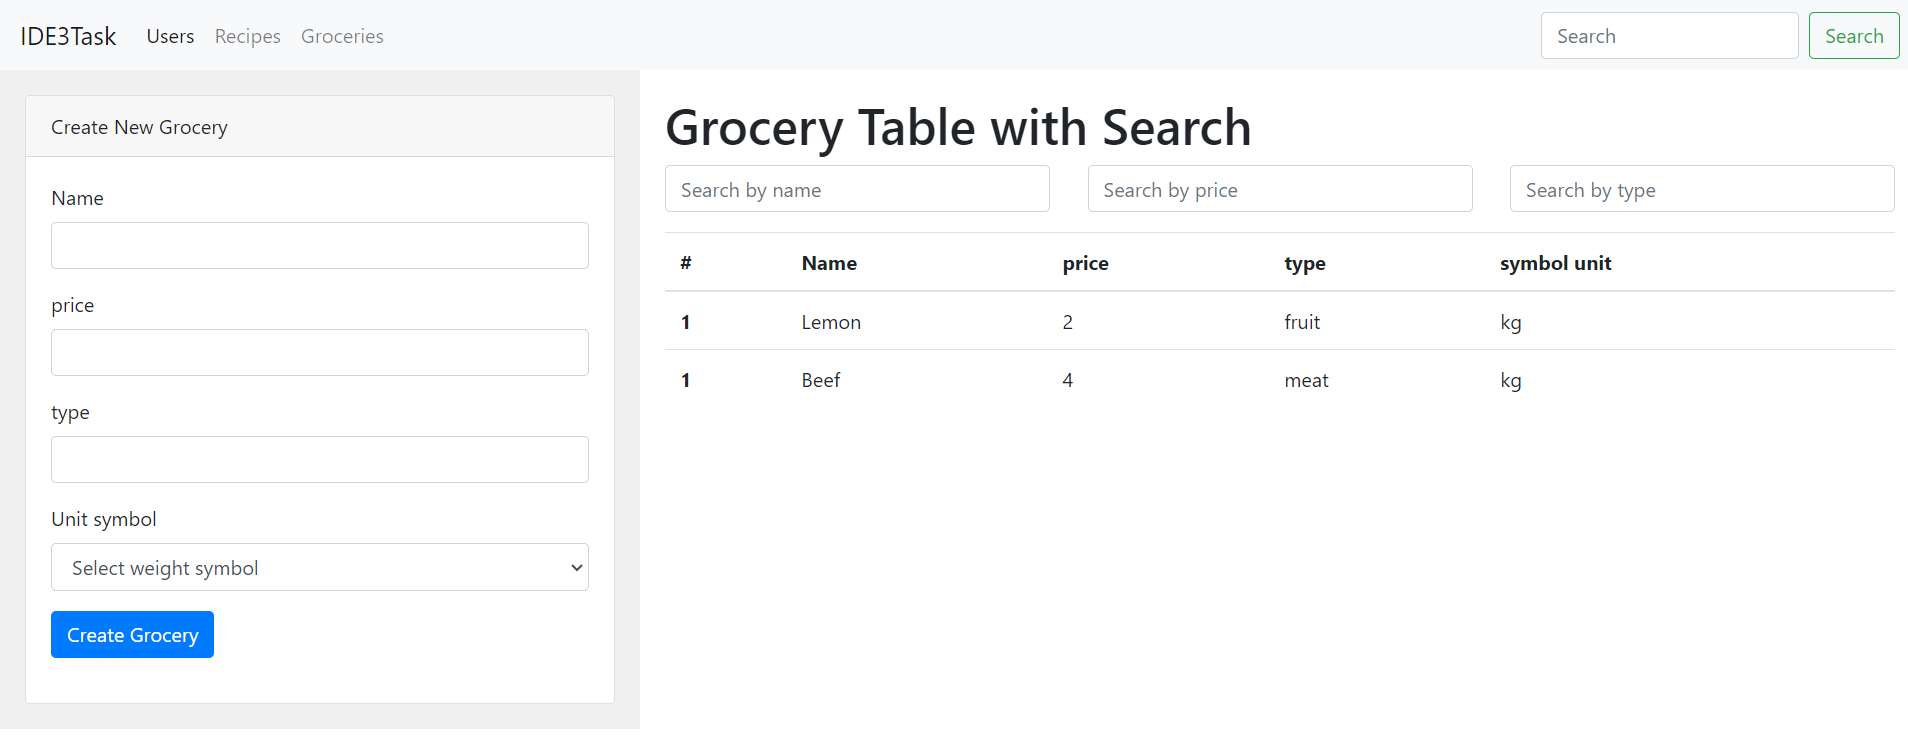 IDE3Task Users Recipes Groceries Search Search
Create New Grocery
Name
price
type
Unit symbol
Select weight symbol
Create Grocery
Grocery Table with Search
Search by name Search by price Search by type
# Name price type symbol unit
1 Lemon 2 fruit kg
1 Beef 4 meat kg